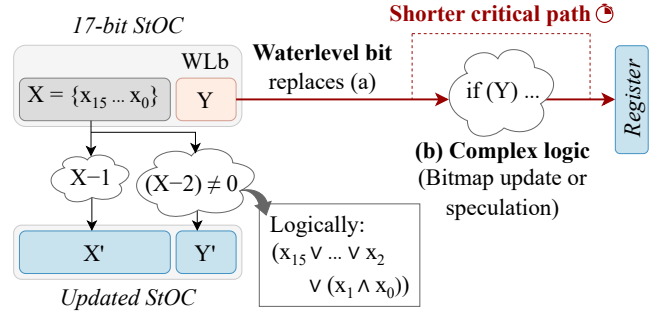 17-bit StOC
Shorter critical path
WLb
Waterlevel bit
replaces (a)
X = {x₁₅ ... x₀}
Y
if (Y) ...
Register
(b) Complex logic
(Bitmap update or
speculation)
X−1
(X−2) ≠ 0
Logically:
(x₁₅ ∨ ... ∨ x₂
∨ (x₁ ∧ x₀))
X'
Y'
Updated StOC